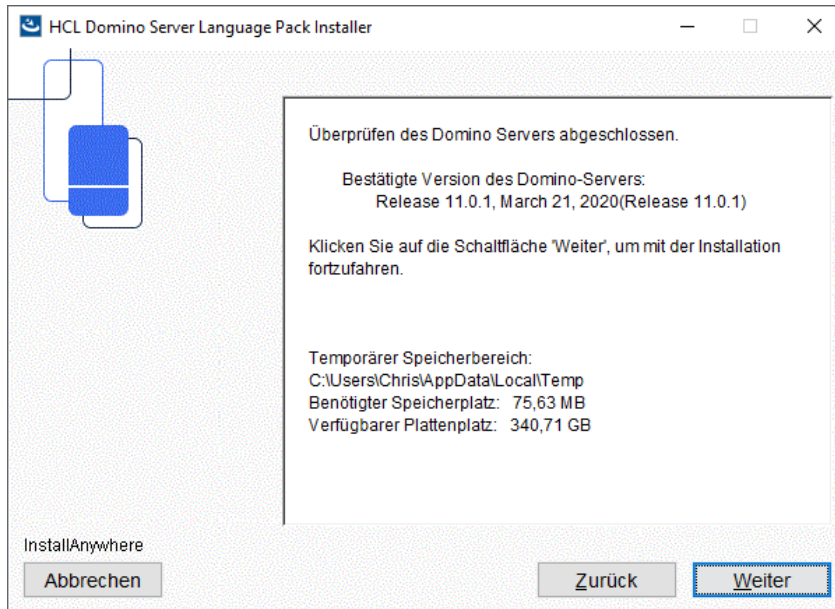 HCL Domino Server Language Pack Installer
Überprüfen des Domino Servers abgeschlossen.
Bestätigte Version des Domino-Servers:
Release 11.0.1, March 21, 2020(Release 11.0.1)
Klicken Sie auf die Schaltfläche 'Weiter', um mit der Installation
fortzufahren.
Temporärer Speicherbereich:
C:\Users\Chris\AppData\Local\Temp
Benötigter Speicherplatz: 75,63 MB
Verfügbarer Plattenplatz: 340,71 GB
InstallAnywhere
Abbrechen
Zurück
Weiter